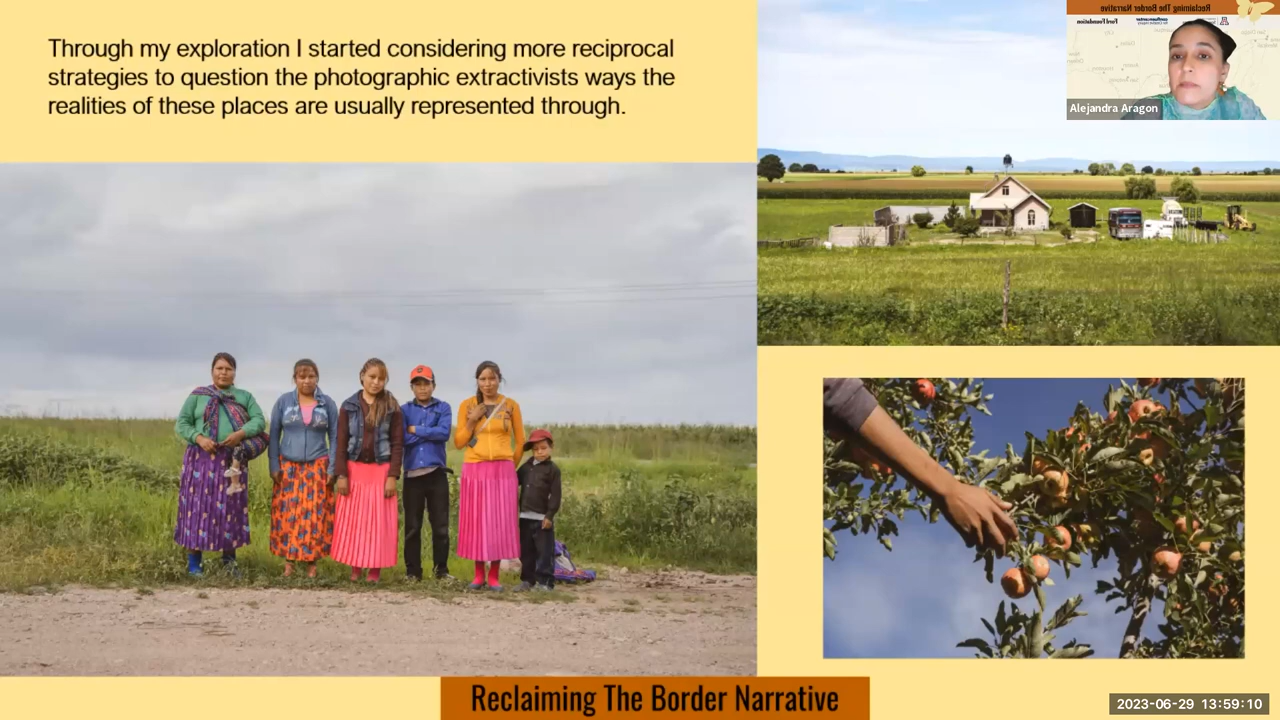 Through my exploration I started considering more reciprocal
strategies to question the photographic extractivists ways the
realities of these places are usually represented through.
Reclaiming The Border Narrative
Ford Foundation
Alejandra Aragon
Reclaiming The Border Narrative
2023-06-29 13:59:10